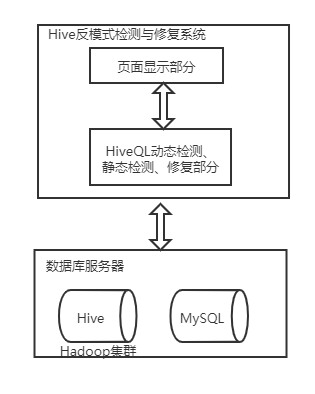 Hive反模式检测与修复系统
页面显示部分
HiveQL动态检测、
静态检测、修复部分
数据库服务器
Hive
MySQL
Hadoop集群